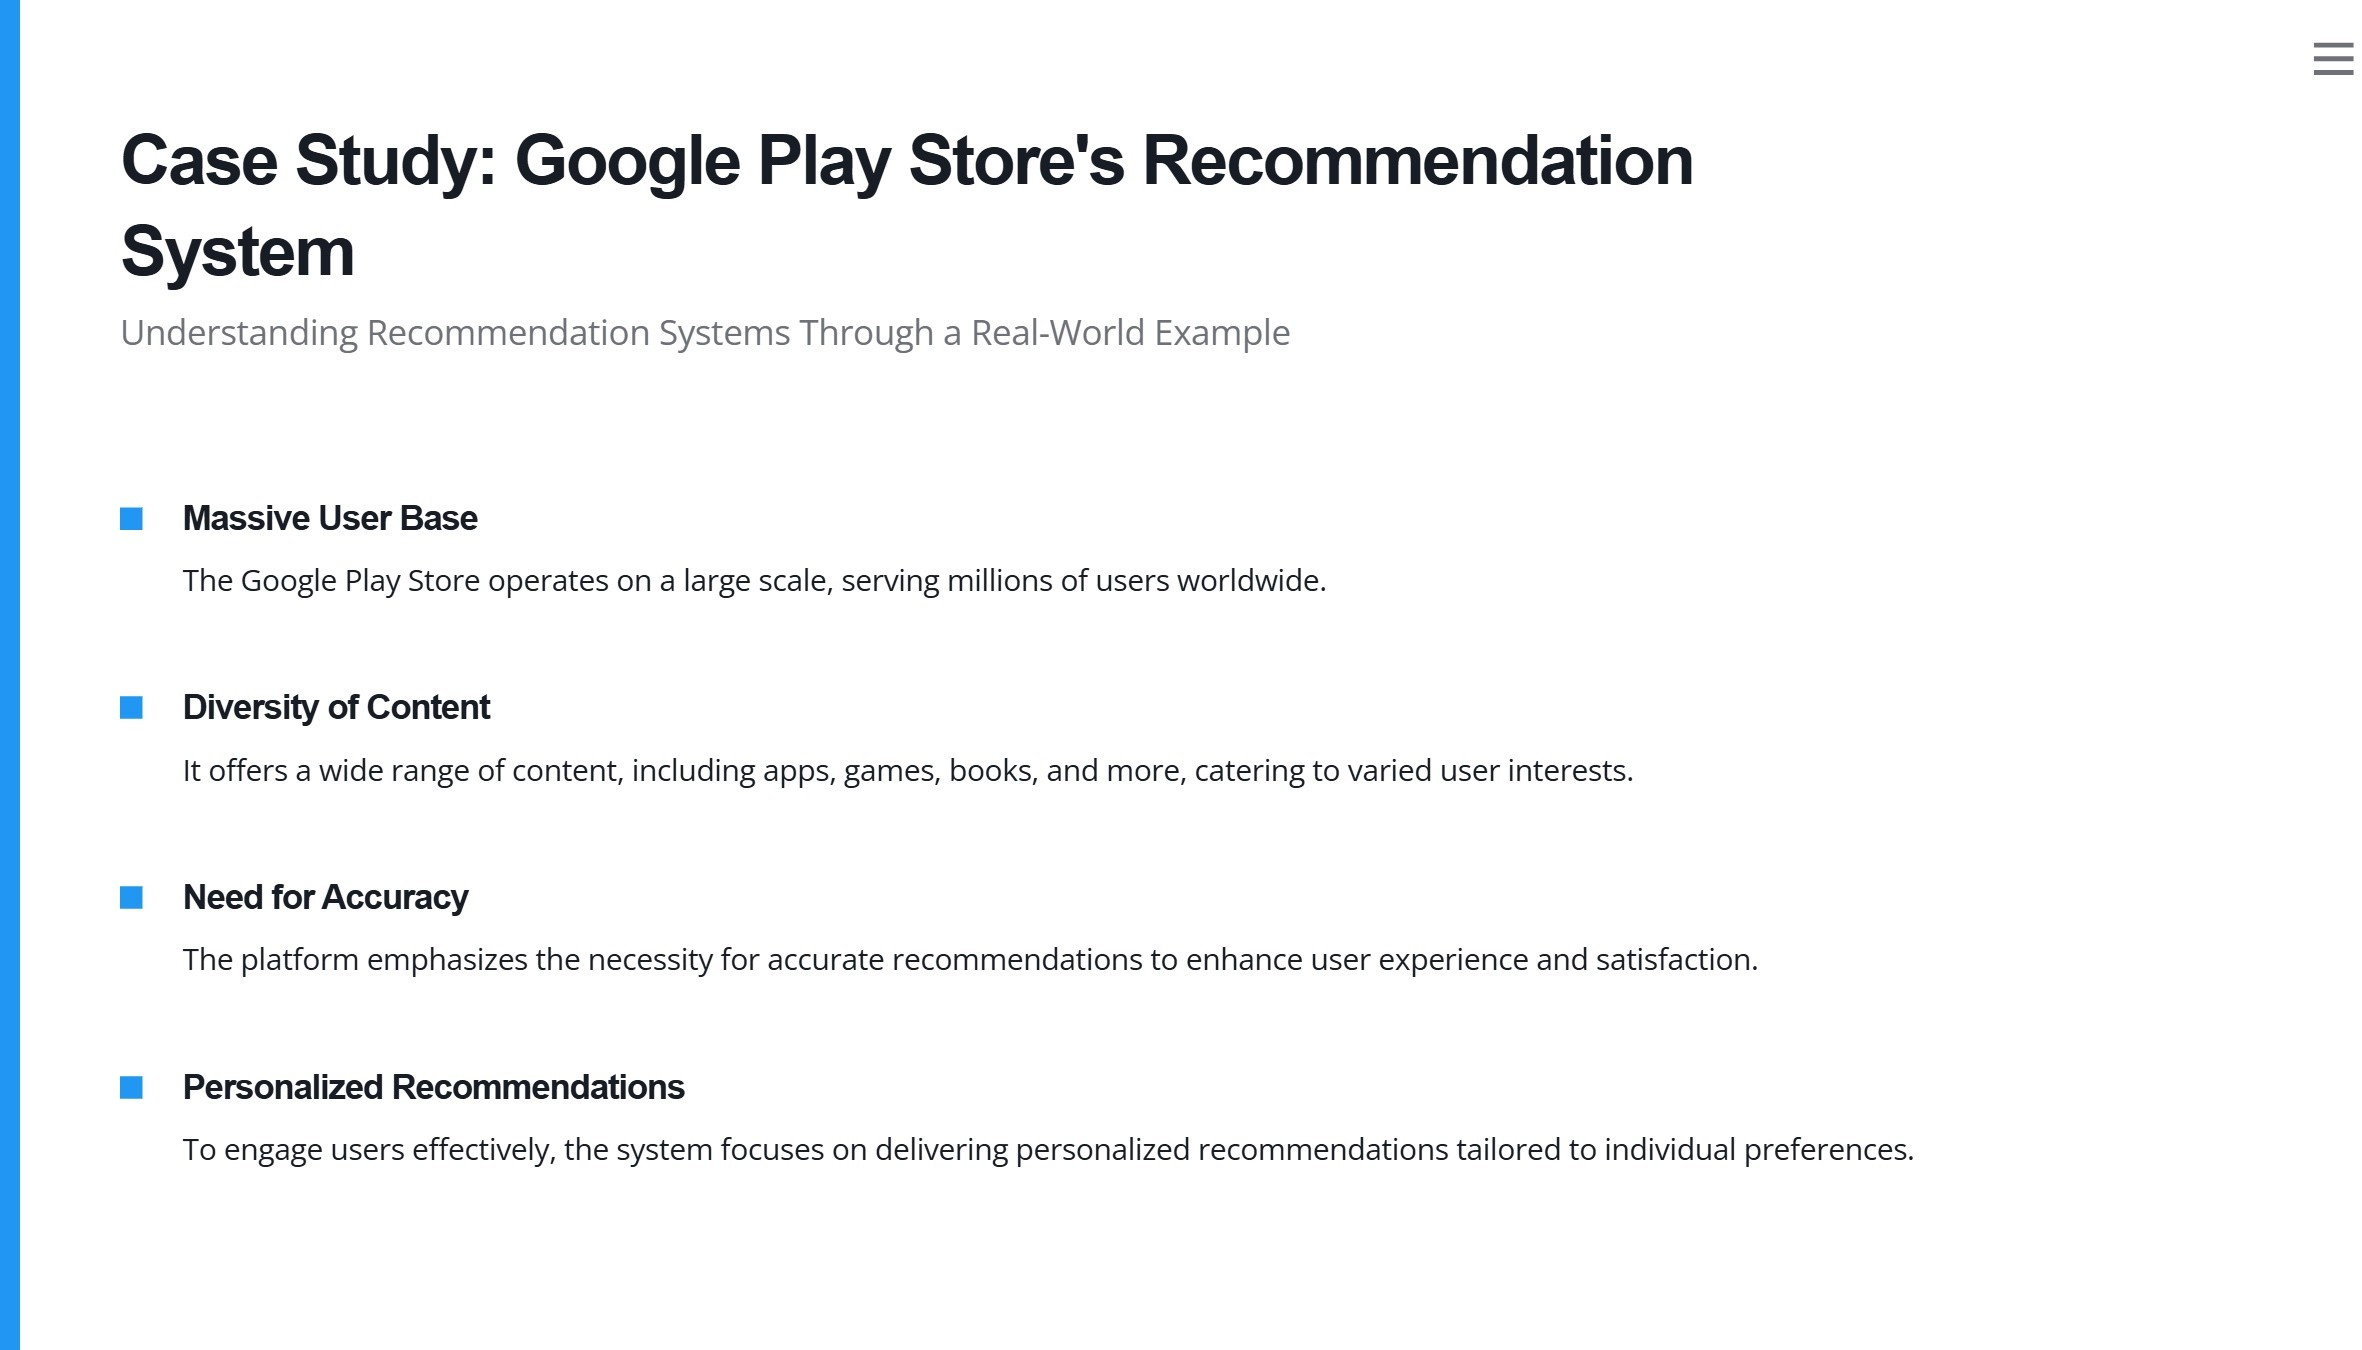 Case Study: Google Play Store's Recommendation
System
Understanding Recommendation Systems Through a Real-World Example
Massive User Base
The Google Play Store operates on a large scale, serving millions of users worldwide.
Diversity of Content
It offers a wide range of content, including apps, games, books, and more, catering to varied user interests.
Need for Accuracy
The platform emphasizes the necessity for accurate recommendations to enhance user experience and satisfaction.
Personalized Recommendations
To engage users effectively, the system focuses on delivering personalized recommendations tailored to individual preferences.